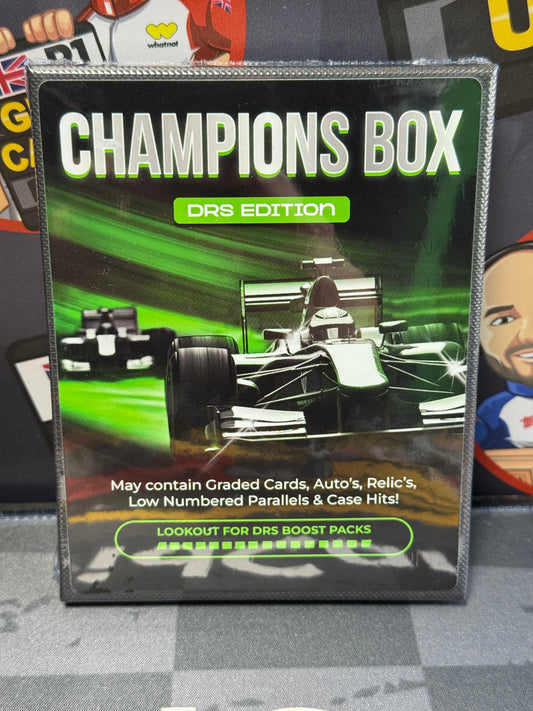 P1
whatnot
CHAMPIONS BOX
DRS EDITION
May contain Graded Cards, Auto's, Relic's,
Low Numbered Parallels & Case Hits!
LOOKOUT FOR DRS BOOST PACKS